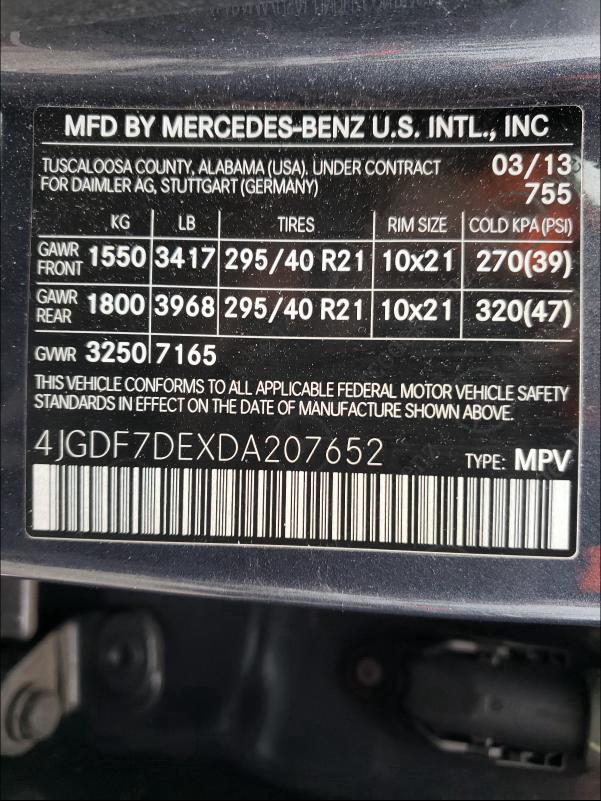 MFD BY MERCEDES-BENZ U.S. INTL., INC
TUSCALOOSA COUNTY, ALABAMA (USA). UNDER CONTRACT 03/13
FOR DAIMLER AG, STUTTGART (GERMANY) 755
KG LB TIRES RIM SIZE COLD KPA (PSI)
GAWR FRONT 1550 3417 295/40 R21 10x21 270(39)
GAWR REAR 1800 3968 295/40 R21 10x21 320(47)
GVWR 3250 7165
THIS VEHICLE CONFORMS TO ALL APPLICABLE FEDERAL MOTOR VEHICLE SAFETY
STANDARDS IN EFFECT ON THE DATE OF MANUFACTURE SHOWN ABOVE.
4JGDF7DEXDA207652 TYPE: MPV